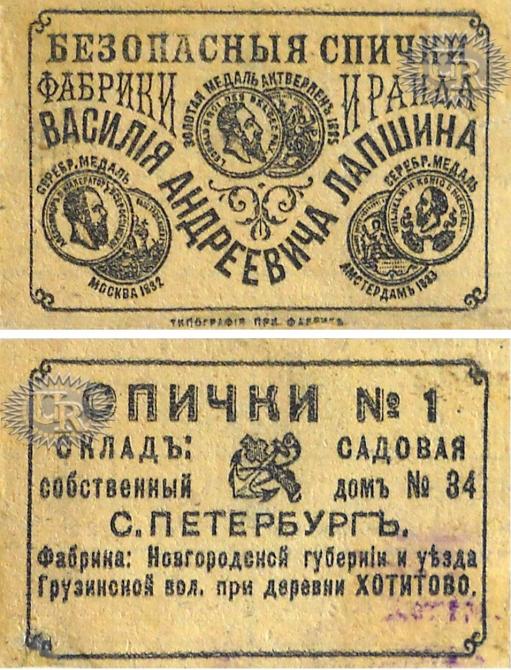 БЕЗОПАСНЫЯ СПИЧКИ
ФАБРИКИ ИРАИДА
ВАСИЛІЯ АНДРЕЕВИЧА ЛАПШИНА
ЗОЛОТАЯ МЕДАЛЬ АНТВЕРПЕНЪ 1885
СЕРЕБР. МЕДАЛЬ
МОСКВА 1882
СЕРЕБР. МЕДАЛЬ
АМСТЕРДАМЪ 1883
ТИПОГРАФІЯ ПРИ ФАБРИКѢ
СПИЧКИ № 1
СКЛАДЪ: САДОВАЯ
собственный домъ № 34
С. ПЕТЕРБУРГЪ.
Фабрика: Новгородской губерніи и уѣзда
Грузинской вол. при деревни ХОТИТОВО.